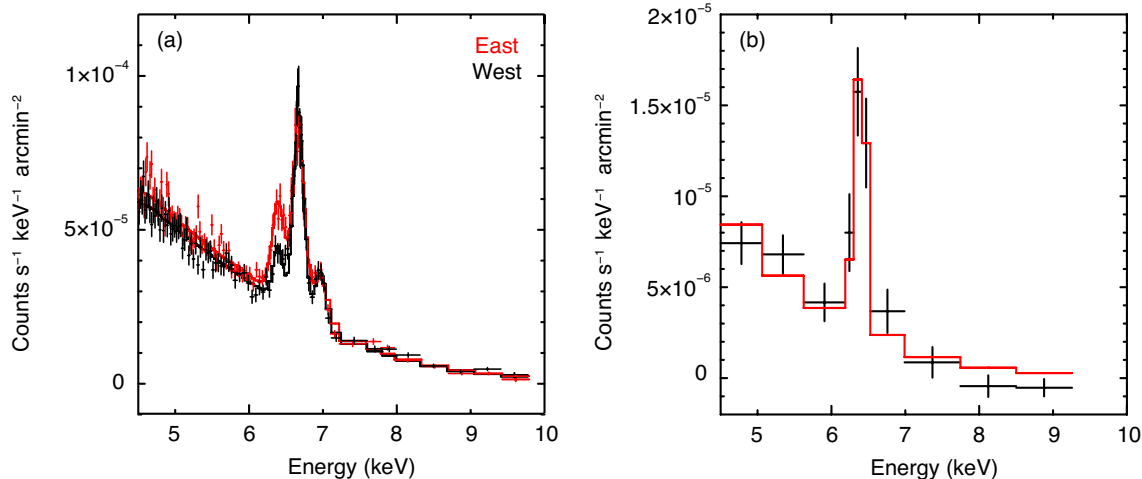 (a)
East
West
1×10⁻⁴
5×10⁻⁵
0
Counts s⁻¹ keV⁻¹ arcmin⁻²
5 6 7 8 9 10
Energy (keV)
(b)
2×10⁻⁵
1.5×10⁻⁵
10⁻⁵
5×10⁻⁶
0
Counts s⁻¹ keV⁻¹ arcmin⁻²
5 6 7 8 9 10
Energy (keV)